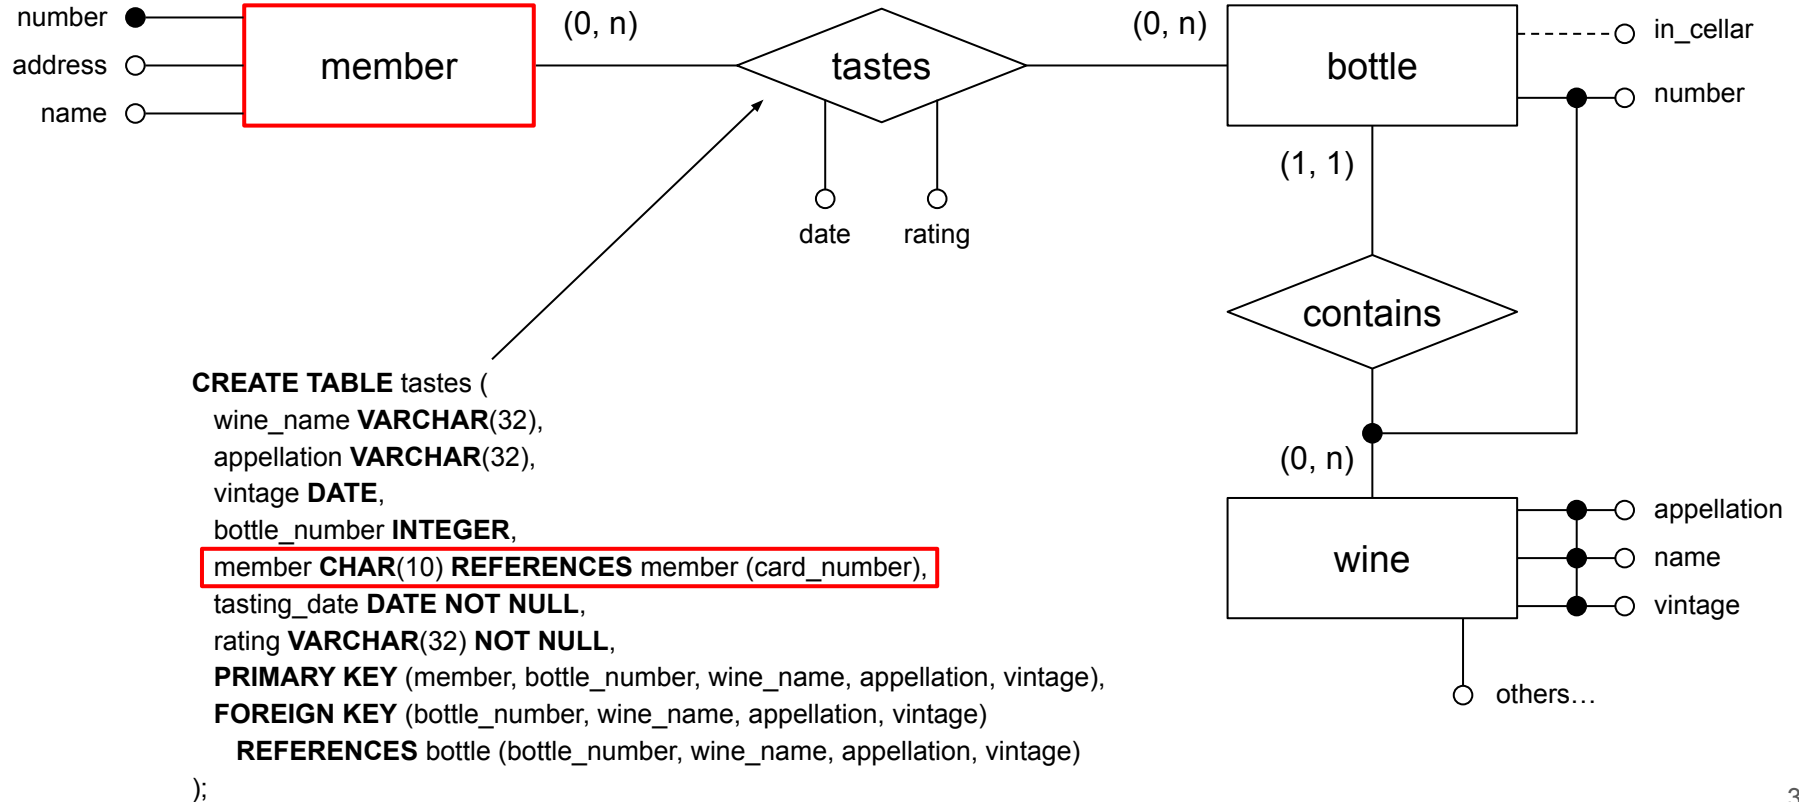 number
address
name
member
(0, n)
tastes
(0, n)
bottle
in_cellar
number
date
rating
(1, 1)
contains
(0, n)
wine
appellation
name
vintage
others…
CREATE TABLE tastes (
wine_name VARCHAR(32),
appellation VARCHAR(32),
vintage DATE,
bottle_number INTEGER,
member CHAR(10) REFERENCES member (card_number),
tasting_date DATE NOT NULL,
rating VARCHAR(32) NOT NULL,
PRIMARY KEY (member, bottle_number, wine_name, appellation, vintage),
FOREIGN KEY (bottle_number, wine_name, appellation, vintage)
REFERENCES bottle (bottle_number, wine_name, appellation, vintage)
);